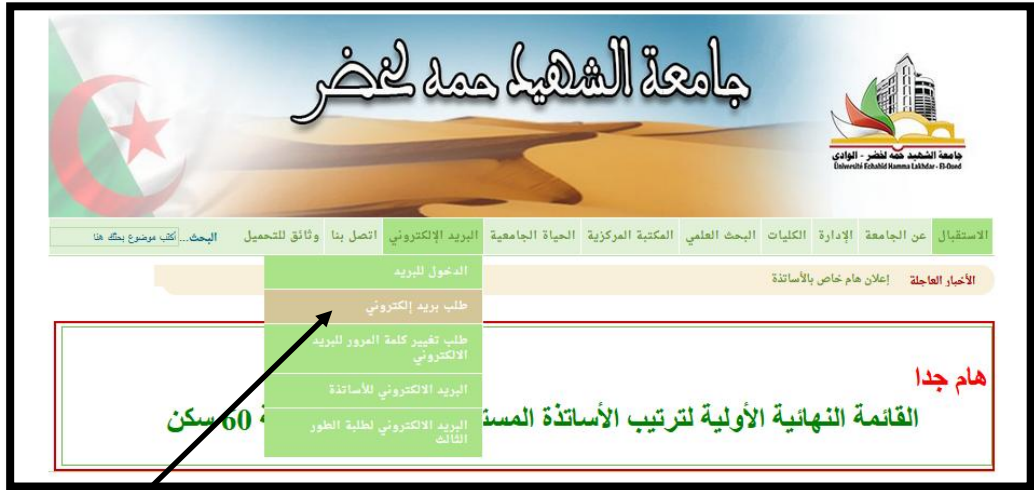 جامعة الشهيد حمه لخضر
جامعة الشهيد حمه لخضر - الوادي
Université Echahid Hamma Lakhdar - El-Oued
الاستقبال عن الجامعة الإدارة الكليات البحث العلمي المكتبة المركزية الحياة الجامعية البريد الإلكتروني اتصل بنا وثائق للتحميل البحث... أكتب موضوع بحثك هنا
الدخول للبريد
الأخبار العاجلة إعلان هام خاص بالأساتذة
طلب بريد إلكتروني
طلب تغيير كلمة المرور للبريد
الالكتروني
البريد الالكتروني للأساتذة
البريد الالكتروني لطلبة الطور
الثالث
هام جدا
القائمة النهائية الأولية لترتيب الأساتذة 60 سكن